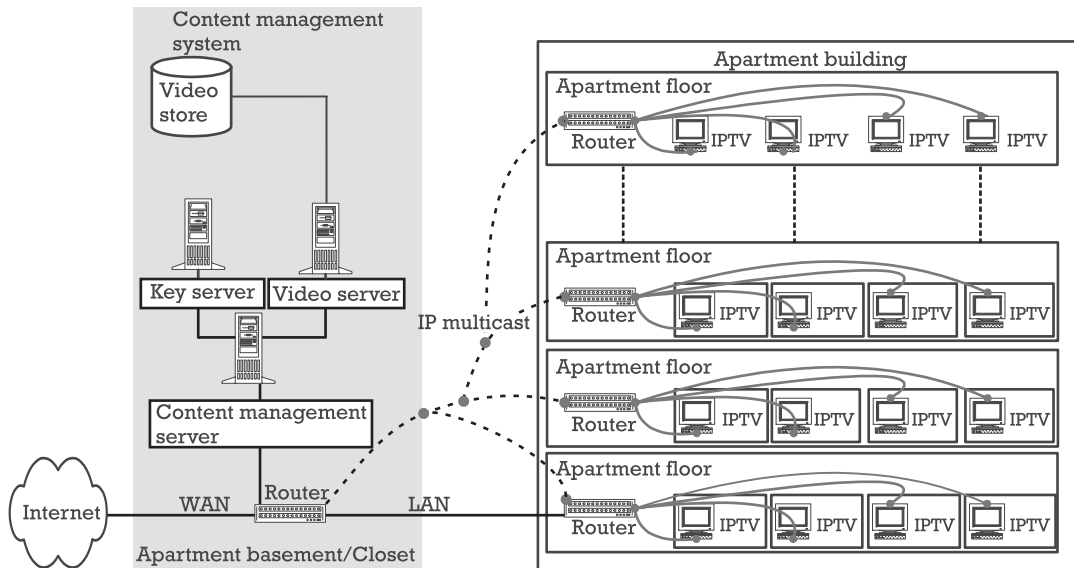 Content management
system
Video
store
Key server
Video server
Content management
server
Router
WAN
LAN
Internet
Apartment basement/Closet
IP multicast
Apartment building
Apartment floor
Router
IPTV
IPTV
IPTV
IPTV
Apartment floor
Router
IPTV
IPTV
IPTV
IPTV
Apartment floor
Router
IPTV
IPTV
IPTV
IPTV
Apartment floor
Router
IPTV
IPTV
IPTV
IPTV